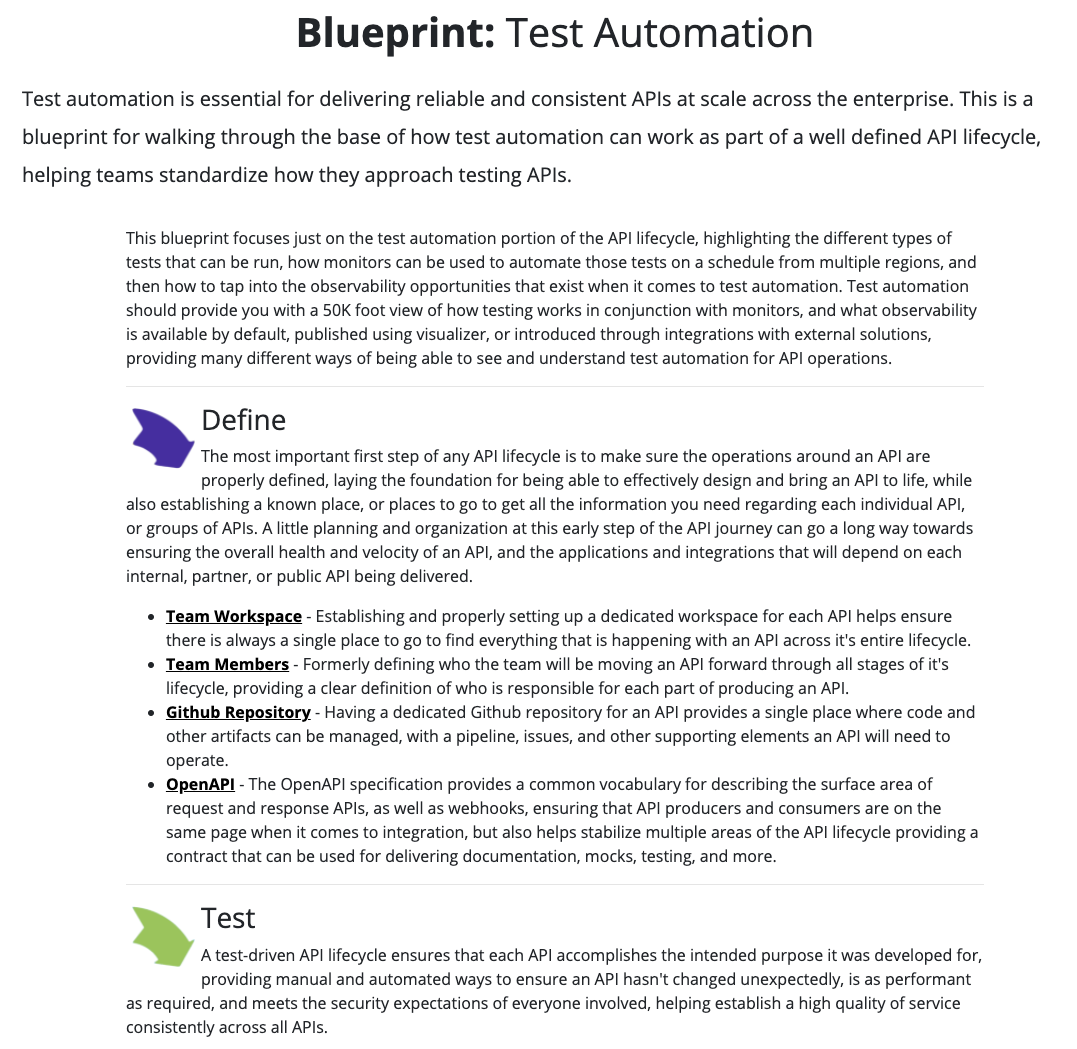 Blueprint: Test Automation
Test automation is essential for delivering reliable and consistent APIs at scale across the enterprise. This is a
blueprint for walking through the base of how test automation can work as part of a well defined API lifecycle,
helping teams standardize how they approach testing APIs.
This blueprint focuses just on the test automation portion of the API lifecycle, highlighting the different types of
tests that can be run, how monitors can be used to automate those tests on a schedule from multiple regions, and
then how to tap into the observability opportunities that exist when it comes to test automation. Test automation
should provide you with a 50K foot view of how testing works in conjunction with monitors, and what observability
is available by default, published using visualizer, or introduced through integrations with external solutions,
providing many different ways of being able to see and understand test automation for API operations.
Define
The most important first step of any API lifecycle is to make sure the operations around an API are
properly defined, laying the foundation for being able to effectively design and bring an API to life, while
also establishing a known place, or places to go to get all the information you need regarding each individual API,
or groups of APIs. A little planning and organization at this early step of the API journey can go a long way towards
ensuring the overall health and velocity of an API, and the applications and integrations that will depend on each
internal, partner, or public API being delivered.
• Team Workspace - Establishing and properly setting up a dedicated workspace for each API helps ensure
there is always a single place to go to find everything that is happening with an API across it's entire lifecycle.
• Team Members - Formerly defining who the team will be moving an API forward through all stages of it's
lifecycle, providing a clear definition of who is responsible for each part of producing an API.
• Github Repository - Having a dedicated Github repository for an API provides a single place where code and
other artifacts can be managed, with a pipeline, issues, and other supporting elements an API will need to
operate.
• OpenAPI - The OpenAPI specification provides a common vocabulary for describing the surface area of
request and response APIs, as well as webhooks, ensuring that API producers and consumers are on the
same page when it comes to integration, but also helps stabilize multiple areas of the API lifecycle providing a
contract that can be used for delivering documentation, mocks, testing, and more.
Test
A test-driven API lifecycle ensures that each API accomplishes the intended purpose it was developed for,
providing manual and automated ways to ensure an API hasn't changed unexpectedly, is as performant
as required, and meets the security expectations of everyone involved, helping establish a high quality of service
consistently across all APIs.